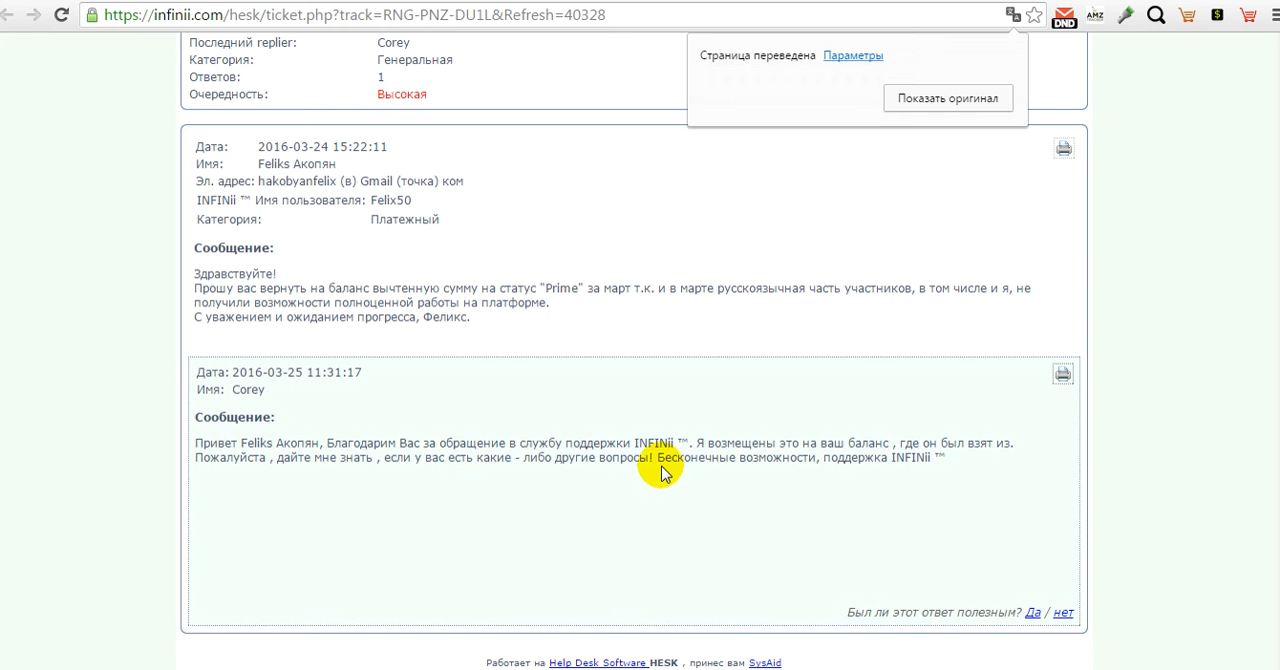 https://infinii.com/hesk/ticket.php?track=RNG-PNZ-DU1L&Refresh=40328
DND
AMZ
$
Последний replier: Corey
Категория: Генеральная
Ответов: 1
Очередность: Высокая
Страница переведена Параметры
Показать оригинал
Дата: 2016-03-24 15:22:11
Имя: Feliks Акопян
Эл. адрес: hakobyanfelix (в) Gmail (точка) ком
INFINii ™ Имя пользователя: Felix50
Категория: Платежный
Сообщение:
Здравствуйте!
Прошу вас вернуть на баланс вычтенную сумму на статус "Prime" за март т.к. и в марте русскоязычная часть участников, в том числе и я, не
получили возможности полноценной работы на платформе.
С уважением и ожиданием прогресса, Феликс.
Дата: 2016-03-25 11:31:17
Имя: Corey
Сообщение:
Привет Feliks Акопян, Благодарим Вас за обращение в службу поддержки INFINii ™. Я возмещены это на ваш баланс , где он был взят из.
Пожалуйста , дайте мне знать , если у вас есть какие - либо другие вопросы! Бесконечные возможности, поддержка INFINii ™
Был ли этот ответ полезным? Да / нет
Работает на Help Desk Software HESK , принес вам SysAid